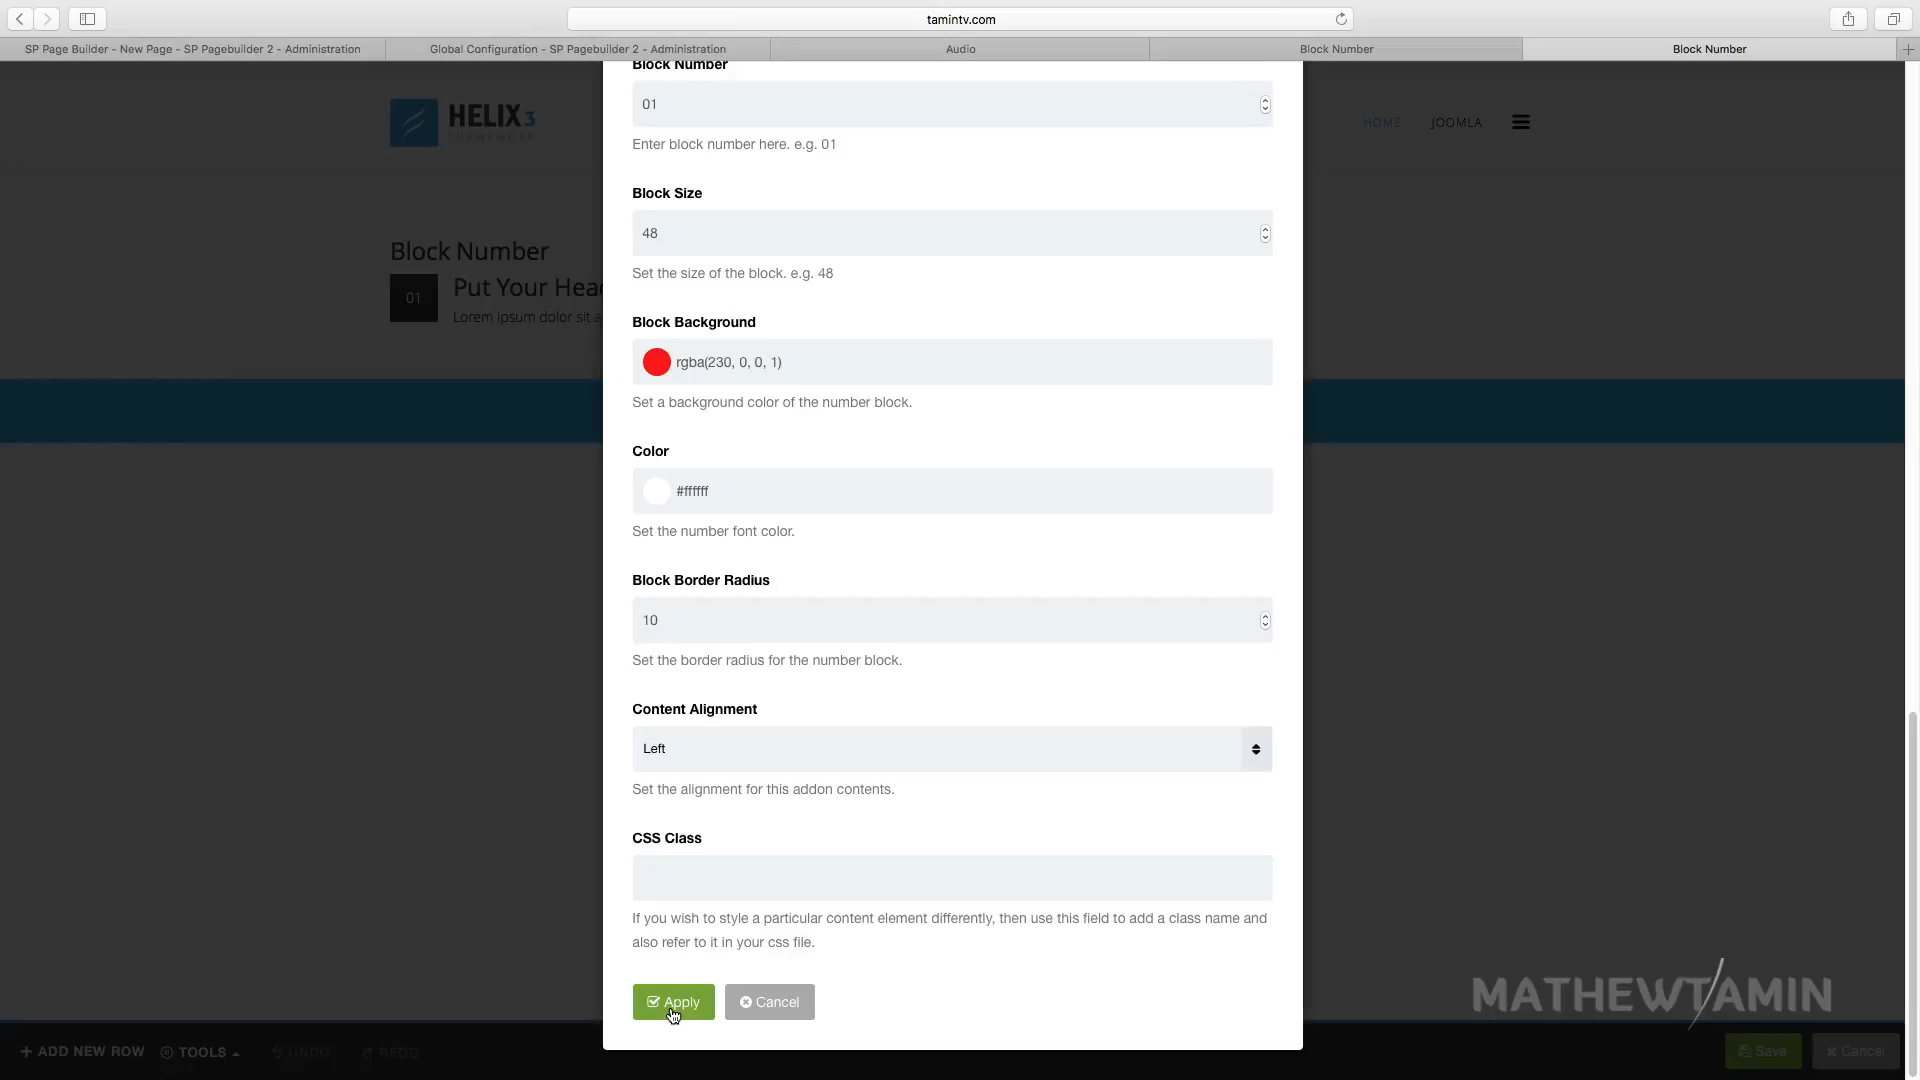 tamintv.com
SP Page Builder - New Page - SP Pagebuilder 2 - Administration
Global Configuration - SP Pagebuilder 2 - Administration
Audio
Block Number
Block Number
HELIX3
FRAMEWORK
HOME
JOOMLA
Block Number
01
Put Your Hea
Lorem ipsum dolor sit a
Block Number
01
Enter block number here. e.g. 01
Block Size
48
Set the size of the block. e.g. 48
Block Background
rgba(230, 0, 0, 1)
Set a background color of the number block.
Color
#ffffff
Set the number font color.
Block Border Radius
10
Set the border radius for the number block.
Content Alignment
Left
Set the alignment for this addon contents.
CSS Class
If you wish to style a particular content element differently, then use this field to add a class name and
also refer to it in your css file.
Apply
Cancel
MATHEWTAMIN
ADD NEW ROW
TOOLS
UNDO
REDO
Save
Cancel